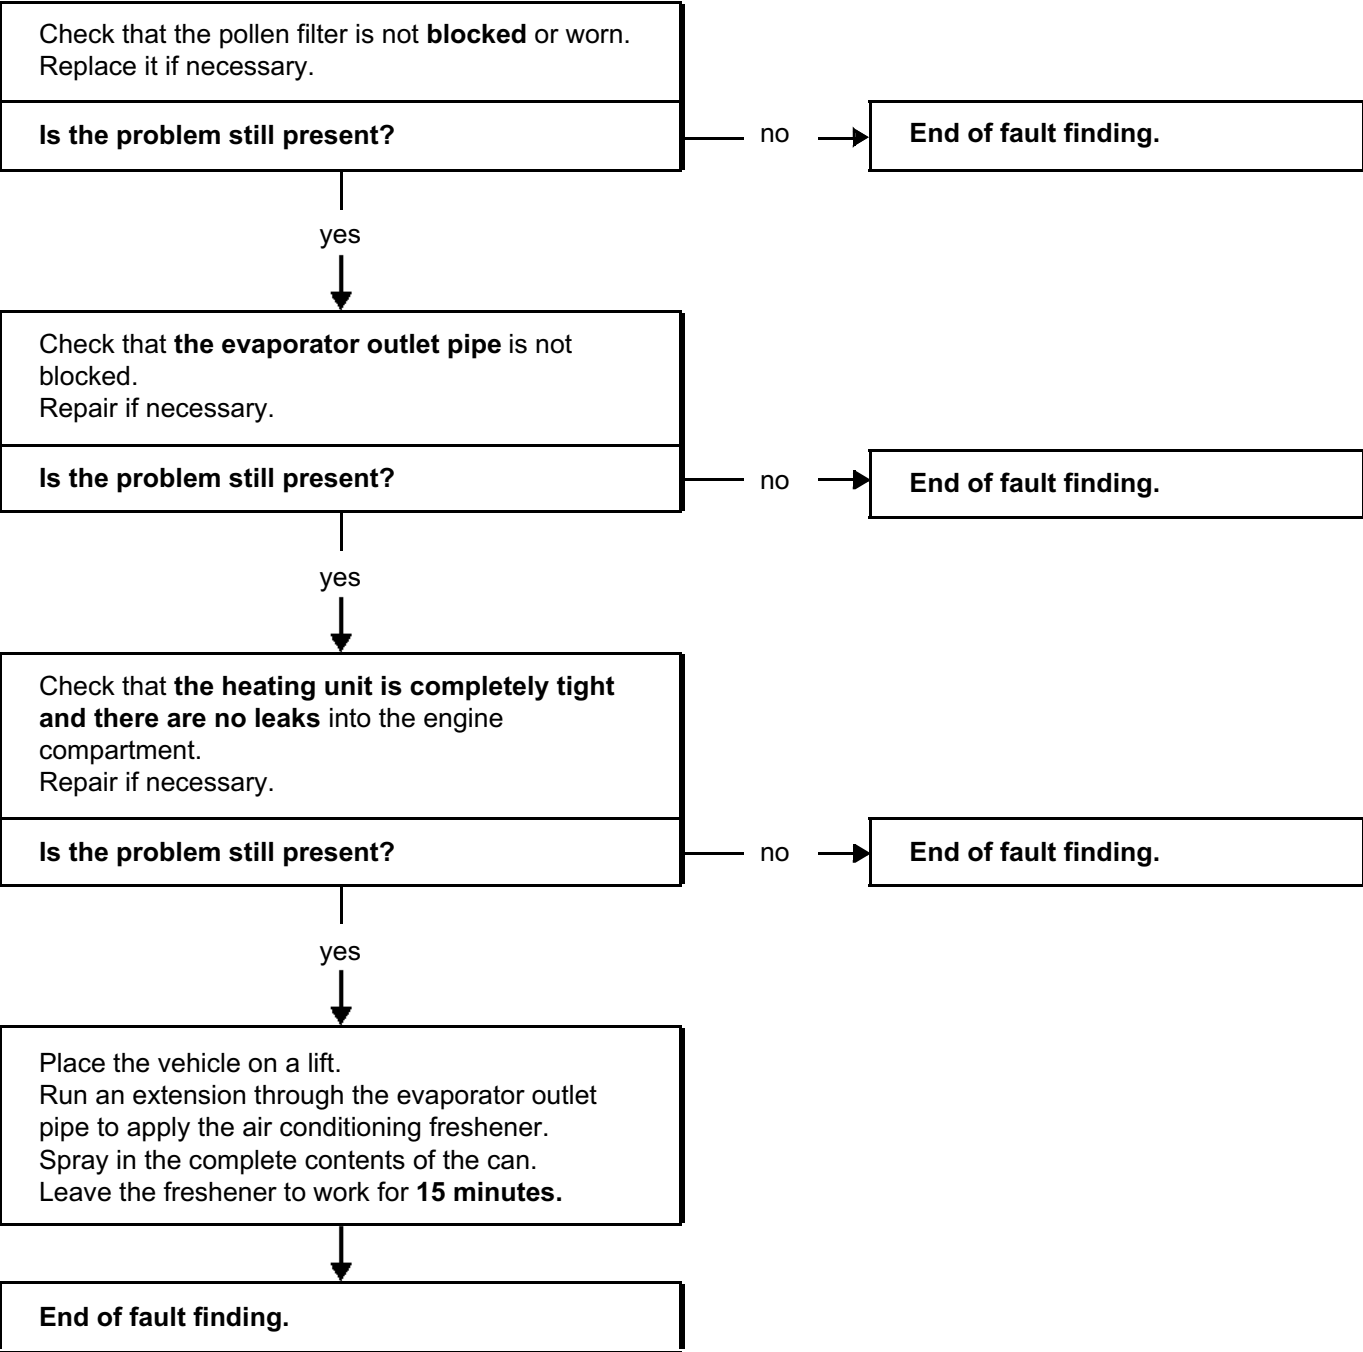 Check that the pollen filter is not blocked or worn.
Replace it if necessary.
Is the problem still present?
no
End of fault finding.
yes
Check that the evaporator outlet pipe is not
blocked.
Repair if necessary.
Is the problem still present?
no
End of fault finding.
yes
Check that the heating unit is completely tight
and there are no leaks into the engine
compartment.
Repair if necessary.
Is the problem still present?
no
End of fault finding.
yes
Place the vehicle on a lift.
Run an extension through the evaporator outlet
pipe to apply the air conditioning freshener.
Spray in the complete contents of the can.
Leave the freshener to work for 15 minutes.
End of fault finding.